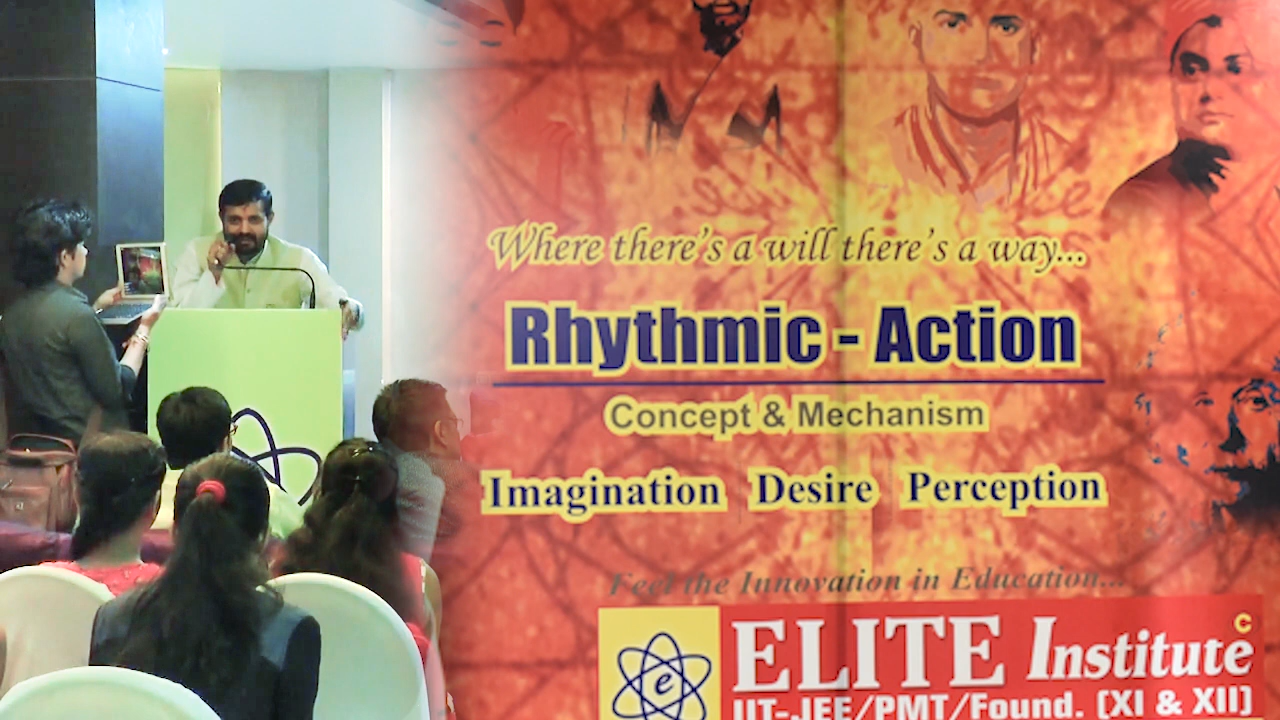 Where there's a will there's a way...
Rhythmic - Action
Concept & Mechanism
Imagination Desire Perception
Feel the Innovation in Education...
e
ELITE Institute
C
IIT-JEE/PMT/Found. [XI & XII]